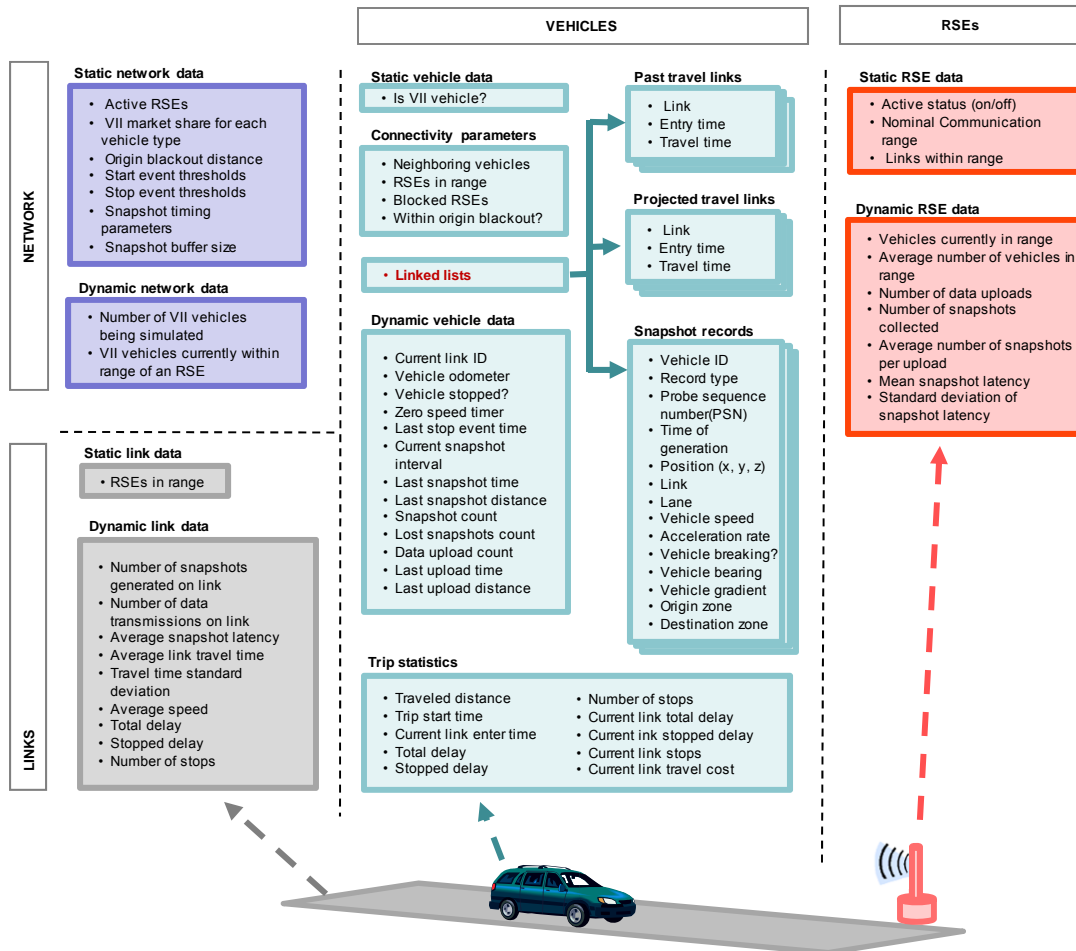 VEHICLES
RSEs
NETWORK
Static network data
• Active RSEs
• VII market share for each
vehicle type
• Origin blackout distance
• Start event thresholds
• Stop event thresholds
• Snapshot timing
parameters
• Snapshot buffer size
Dynamic network data
• Number of VII vehicles
being simulated
• VII vehicles currently within
range of an RSE
LINKS
Static link data
• RSEs in range
Dynamic link data
• Number of snapshots
generated on link
• Number of data
transmissions on link
• Average snapshot latency
• Average link travel time
• Travel time standard
deviation
• Average speed
• Total delay
• Stopped delay
• Number of stops
Static vehicle data
• Is VII vehicle?
Connectivity parameters
• Neighboring vehicles
• RSEs in range
• Blocked RSEs
• Within origin blackout?
• Linked lists
Dynamic vehicle data
• Current link ID
• Vehicle odometer
• Vehicle stopped?
• Zero speed timer
• Last stop event time
• Current snapshot
interval
• Last snapshot time
• Last snapshot distance
• Snapshot count
• Lost snapshots count
• Data upload count
• Last upload time
• Last upload distance
Past travel links
• Link
• Entry time
• Travel time
Projected travel links
• Link
• Entry time
• Travel time
Snapshot records
• Vehicle ID
• Record type
• Probe sequence
number(PSN)
• Time of
generation
• Position (x, y, z)
• Link
• Lane
• Vehicle speed
• Acceleration rate
• Vehicle breaking?
• Vehicle bearing
• Vehicle gradient
• Origin zone
• Destination zone
Trip statistics
• Traveled distance
• Trip start time
• Current link enter time
• Total delay
• Stopped delay
• Number of stops
• Current link total delay
• Current ink stopped delay
• Current link stops
• Current link travel cost
Static RSE data
• Active status (on/off)
• Nominal Communication
range
• Links within range
Dynamic RSE data
• Vehicles currently in range
• Average number of vehicles in
range
• Number of data uploads
• Number of snapshots
collected
• Average number of snapshots
per upload
• Mean snapshot latency
• Standard deviation of
snapshot latency